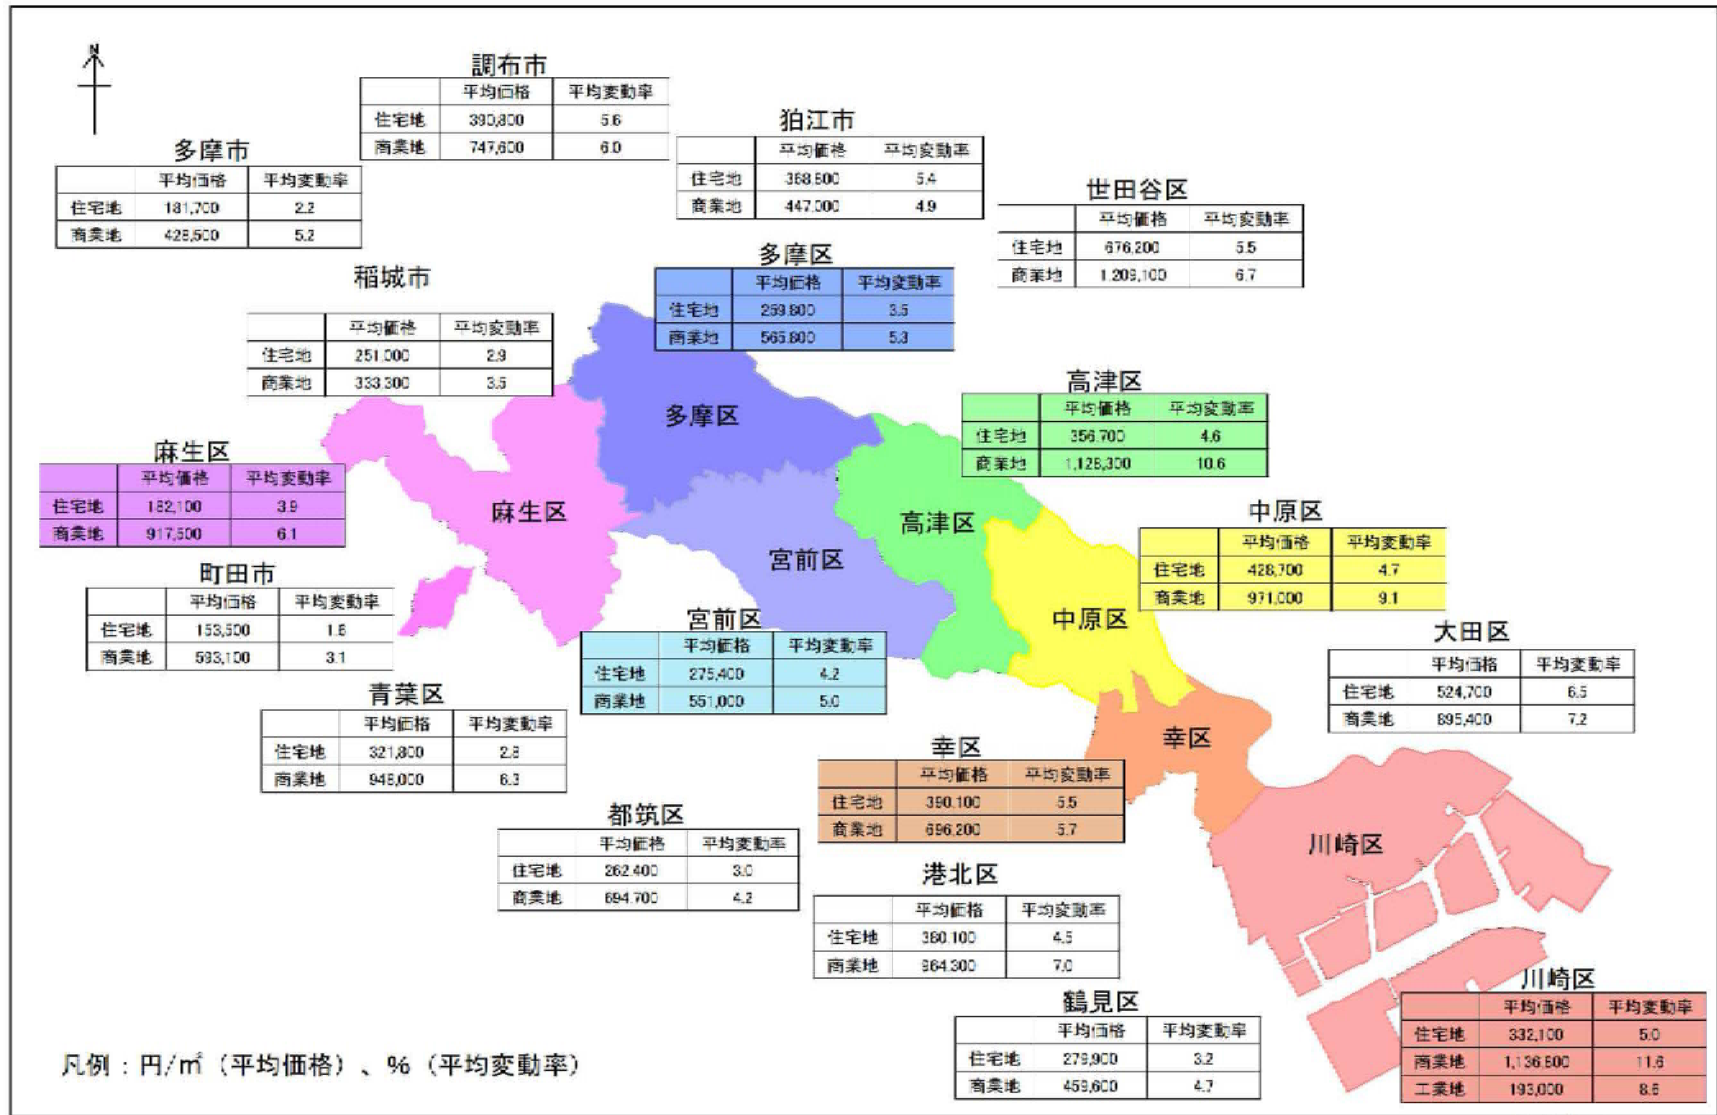 N
調布市
平均価格 平均変動率
住宅地 390,800 5.6
商業地 747,600 6.0
狛江市
平均価格 平均変動率
住宅地 5.4
商業地 447,000 4.9
多摩市
平均価格 平均変動率
住宅地 181,700 2.2
商業地 428,500 5.2
世田谷区
平均価格 平均変動率
住宅地 676,200 5.5
商業地 1,209,100 6.7
多摩区
平均価格 平均変動率
住宅地 259,800 3.5
商業地 565,800 5.3
稲城市
平均価格 平均変動率
住宅地 251,000 2.9
商業地 333,300 3.5
高津区
平均価格 平均変動率
住宅地 356,700 4.6
商業地 1,128,300 10.6
多摩区
麻生区
平均価格 平均変動率
住宅地 182,100 3.9
商業地 917,500 6.1
麻生区
高津区
宮前区
中原区
平均価格 平均変動率
住宅地 428,700 4.7
商業地 971,000 9.1
町田市
平均価格 平均変動率
住宅地 153,500 1.6
商業地 593,100 3.1
宮前区
平均価格 平均変動率
住宅地 275,400 4.2
商業地 551,000 5.0
中原区
大田区
平均価格 平均変動率
住宅地 524,700 6.5
商業地 895,400 7.2
青葉区
平均価格 平均変動率
住宅地 321,800 2.8
商業地 948,000 6.3
幸区
平均価格 平均変動率
住宅地 390,100 5.5
商業地 696,200 5.7
幸区
都筑区
平均価格 平均変動率
住宅地 262,400 3.0
商業地 694,700 4.2
川崎区
港北区
平均価格 平均変動率
住宅地 4.5
商業地 964,300 7.0
川崎区
平均価格 平均変動率
住宅地 332,100 5.0
商業地 1,136,800 11.6
工業地 193,000 8.6
鶴見区
平均価格 平均変動率
住宅地 279,900 3.2
商業地 459,600 4.7
凡例：円/㎡（平均価格）、%（平均変動率）